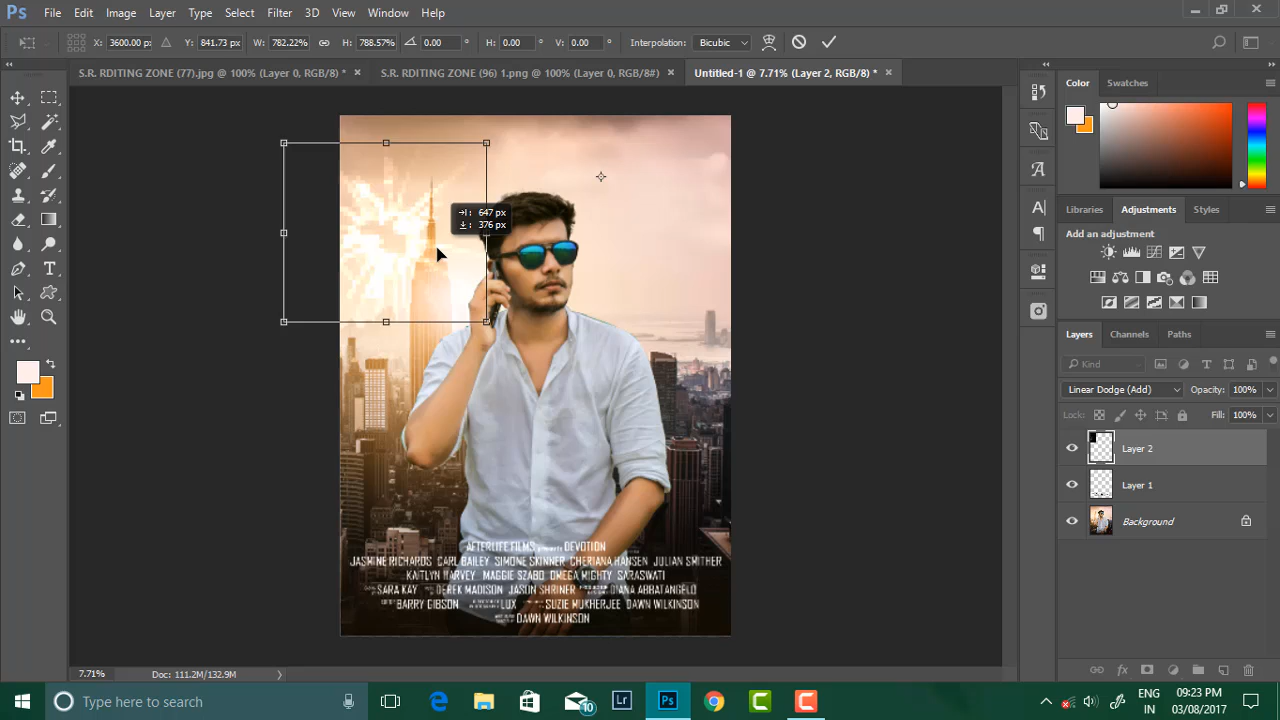 Ps File Edit Image Layer Type Select Filter 3D View Window Help
X: 3600.00 px Y: 841.73 px W: 782.22% H: 788.57% 0.00 ° H: 0.00 ° V: 0.00 ° Interpolation: Bicubic
S.R. RDITING ZONE (77).jpg @ 100% (Layer 0, RGB/8) * × S.R. RDITING ZONE (96) 1.png @ 100% (Layer 0, RGB/8#) × Untitled-1 @ 7.71% (Layer 2, RGB/8) * ×
Color Swatches
Libraries Adjustments Styles
Add an adjustment
Layers Channels Paths
Kind
Linear Dodge (Add) Opacity: 100%
Lock: Fill: 100%
Layer 2
Layer 1
Background
647 px
376 px
AFTERLIFE FILMS presents DEVOTION
JASMINE RICHARDS CARL BAILEY SIMONE SKINNER CHERIANA HANSEN JULIAN SMITHER
KAITLYN HARVEY MAGGIE SZABO OMEGA MIGHTY SARASWATI
SARA KAY DEREK MADISON JASON SHRINER DIANA ABBATANGELO
BARRY GIBSON LUX SUZIE MUKHERJEE DAWN WILKINSON
DAWN WILKINSON
7.71% Doc: 111.2M/132.9M
Type here to search
10
Lr
Ps
ENG
IN
09:23 PM
03/08/2017